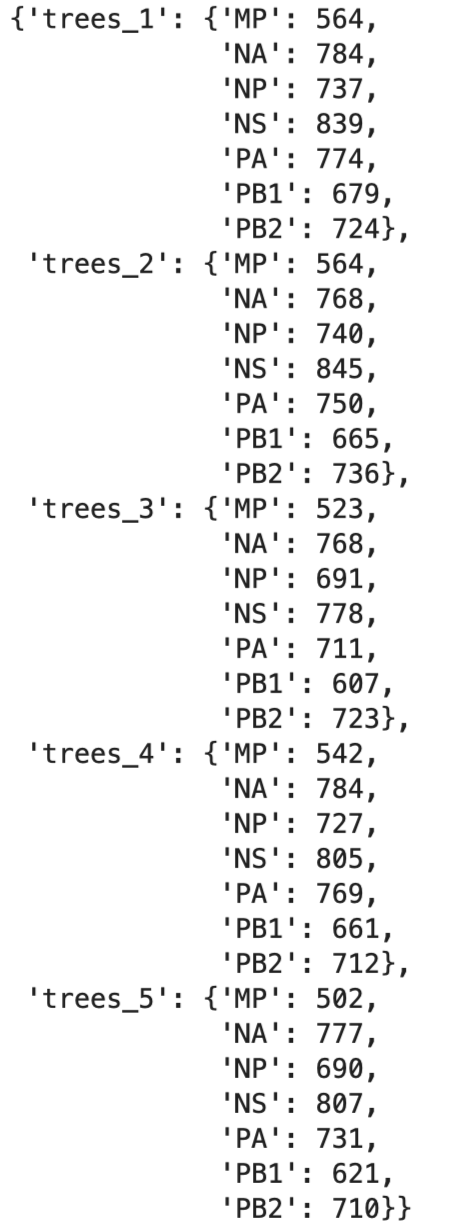 {'trees_1': {'MP': 564,
'NA': 784,
'NP': 737,
'NS': 839,
'PA': 774,
'PB1': 679,
'PB2': 724},
'trees_2': {'MP': 564,
'NA': 768,
'NP': 740,
'NS': 845,
'PA': 750,
'PB1': 665,
'PB2': 736},
'trees_3': {'MP': 523,
'NA': 768,
'NP': 691,
'NS': 778,
'PA': 711,
'PB1': 607,
'PB2': 723},
'trees_4': {'MP': 542,
'NA': 784,
'NP': 727,
'NS': 805,
'PA': 769,
'PB1': 661,
'PB2': 712},
'trees_5': {'MP': 502,
'NA': 777,
'NP': 690,
'NS': 807,
'PA': 731,
'PB1': 621,
'PB2': 710}}